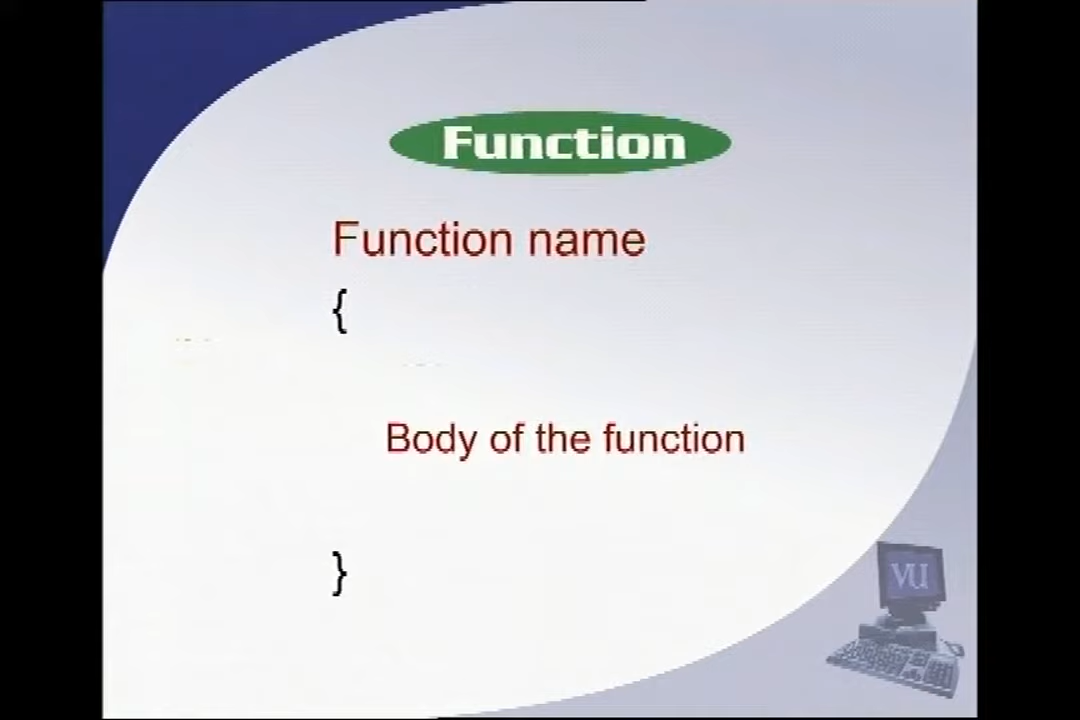 Function
Function name
{
Body of the function
}
VU